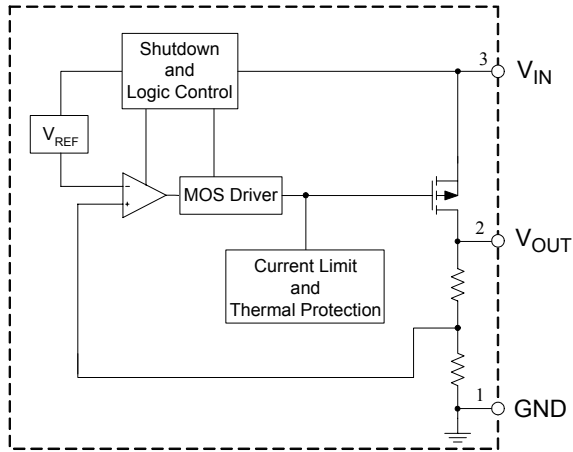 Shutdown
and
Logic Control
3
VIN
VREF
−
+
MOS Driver
2
VOUT
Current Limit
and
Thermal Protection
1
GND